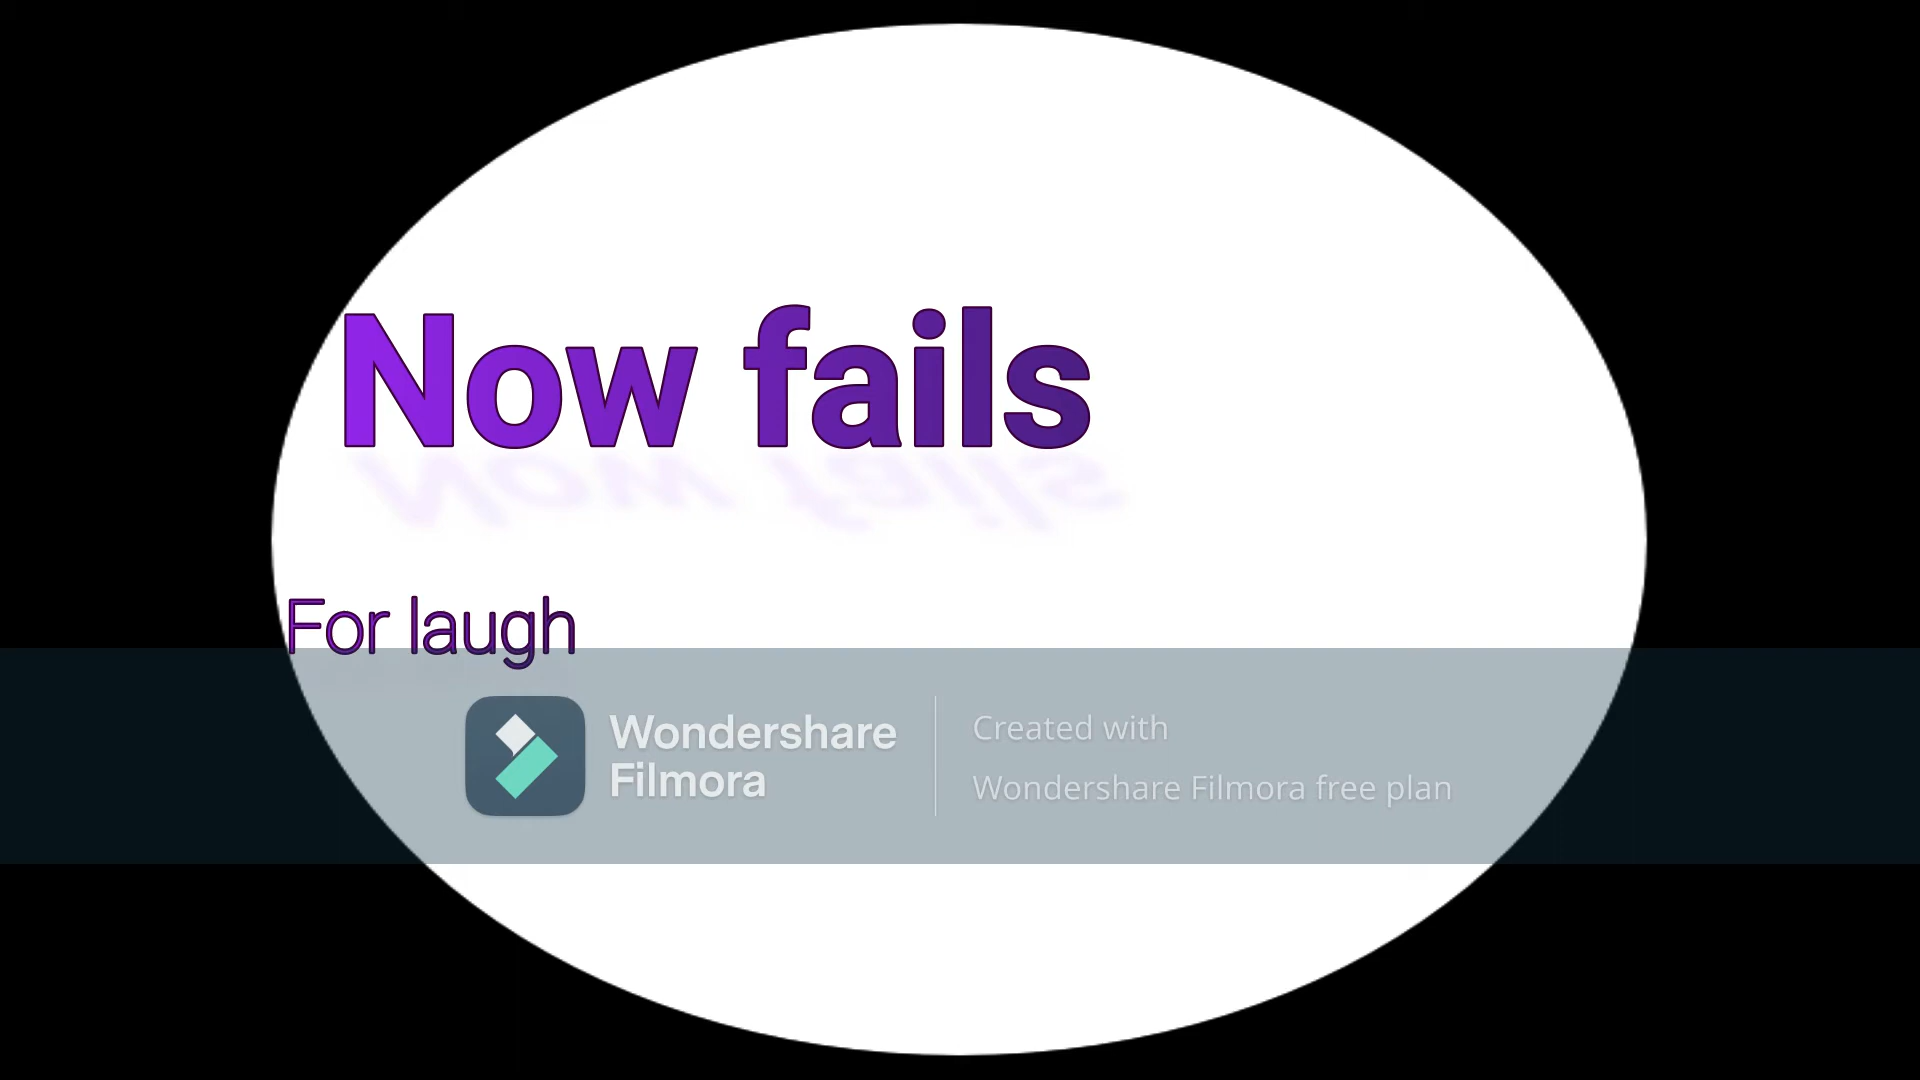 Now fails
For laugh
Wondershare
Filmora
Created with
Wondershare Filmora free plan